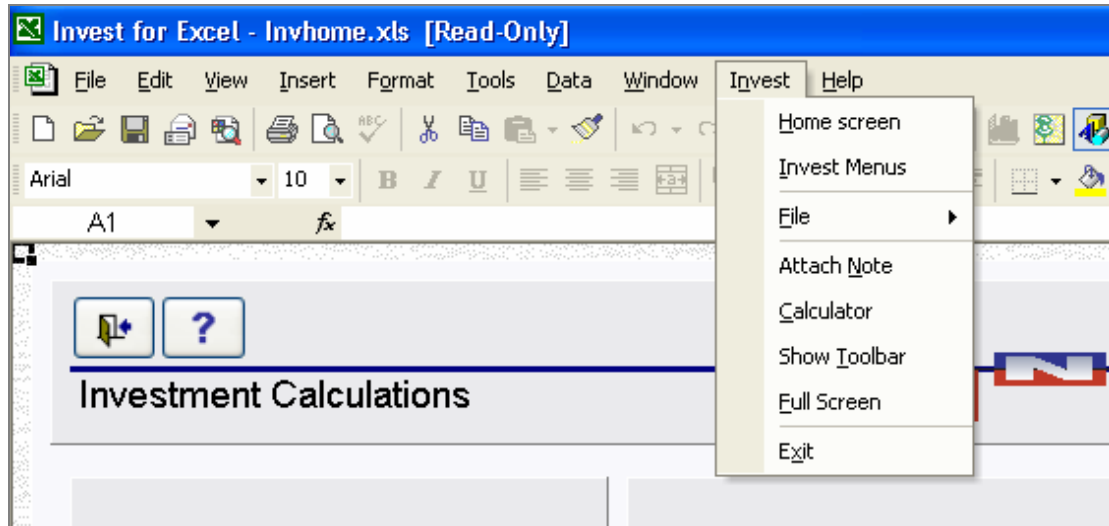 Invest for Excel - Invhome.xls [Read-Only]
File Edit View Insert Format Tools Data Window Invest Help
ABC
Arial 10 B I U
A1 fx
Home screen
Invest Menus
File
Attach Note
Calculator
Show Toolbar
Full Screen
Exit
?
Investment Calculations